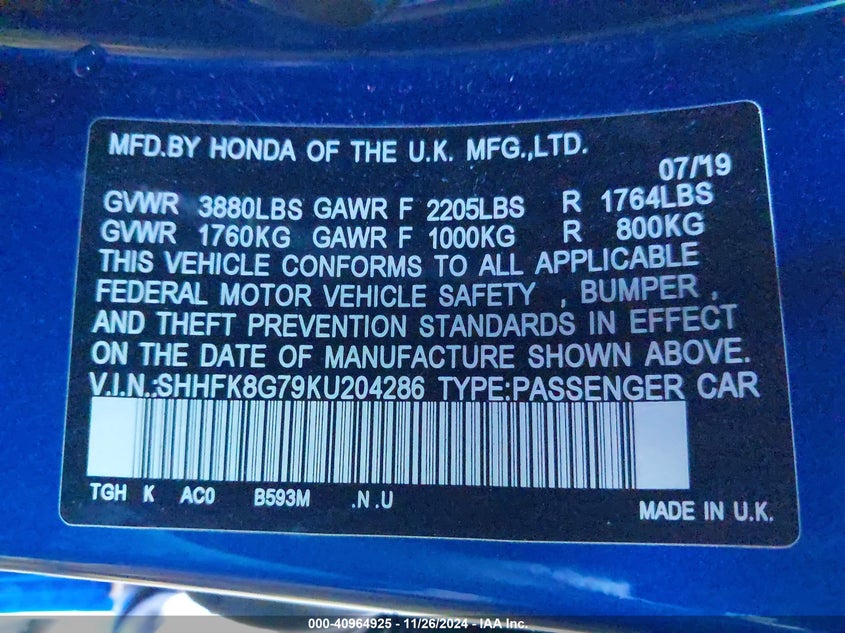 MFD.BY HONDA OF THE U.K. MFG.,LTD.
07/19
GVWR 3880LBS GAWR F 2205LBS R 1764LBS
GVWR 1760KG GAWR F 1000KG R 800KG
THIS VEHICLE CONFORMS TO ALL APPLICABLE
FEDERAL MOTOR VEHICLE SAFETY , BUMPER ,
AND THEFT PREVENTION STANDARDS IN EFFECT
ON THE DATE OF MANUFACTURE SHOWN ABOVE.
V.I.N.:SHHFK8G79KU204286 TYPE:PASSENGER CAR
TGH K AC0 B593M .N .U
MADE IN U.K.
000-40964925 - 11/26/2024 - IAA Inc.